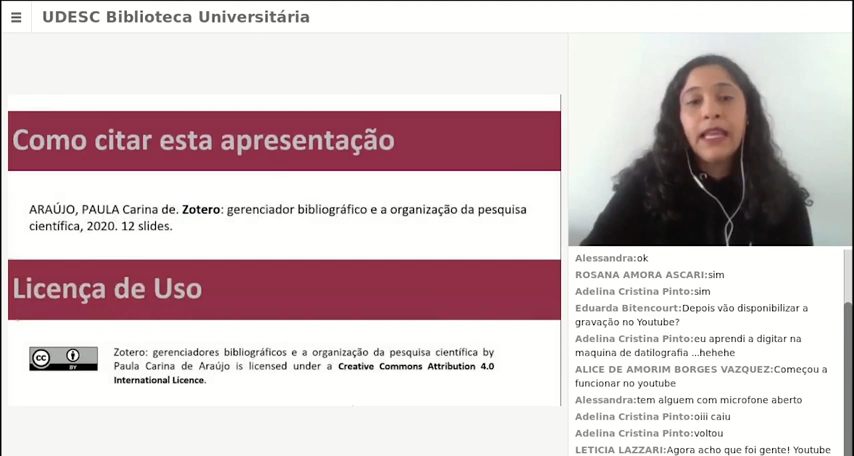 UDESC Biblioteca Universitária
Como citar esta apresentação
ARAÚJO, PAULA Carina de. Zotero: gerenciador bibliográfico e a organização da pesquisa
científica, 2020. 12 slides.
Licença de Uso
cc
BY
Zotero: gerenciadores bibliográficos e a organização da pesquisa científica by
Paula Carina de Araújo is licensed under a Creative Commons Attribution 4.0
International Licence.
Alessandra:ok
ROSANA AMORA ASCARI:sim
Adelina Cristina Pinto:sim
Eduarda Bitencourt:Depois vão disponibilizar a
gravação no Youtube?
Adelina Cristina Pinto:eu aprendi a digitar na
maquina de datilografia ...hehehe
ALICE DE AMORIM BORGES VAZQUEZ:Começou a
funcionar no youtube
Alessandra:tem alguem com microfone aberto
Adelina Cristina Pinto:oiii caiu
Adelina Cristina Pinto:voltou
LETICIA LAZZARI:Agora acho que foi gente! Youtube